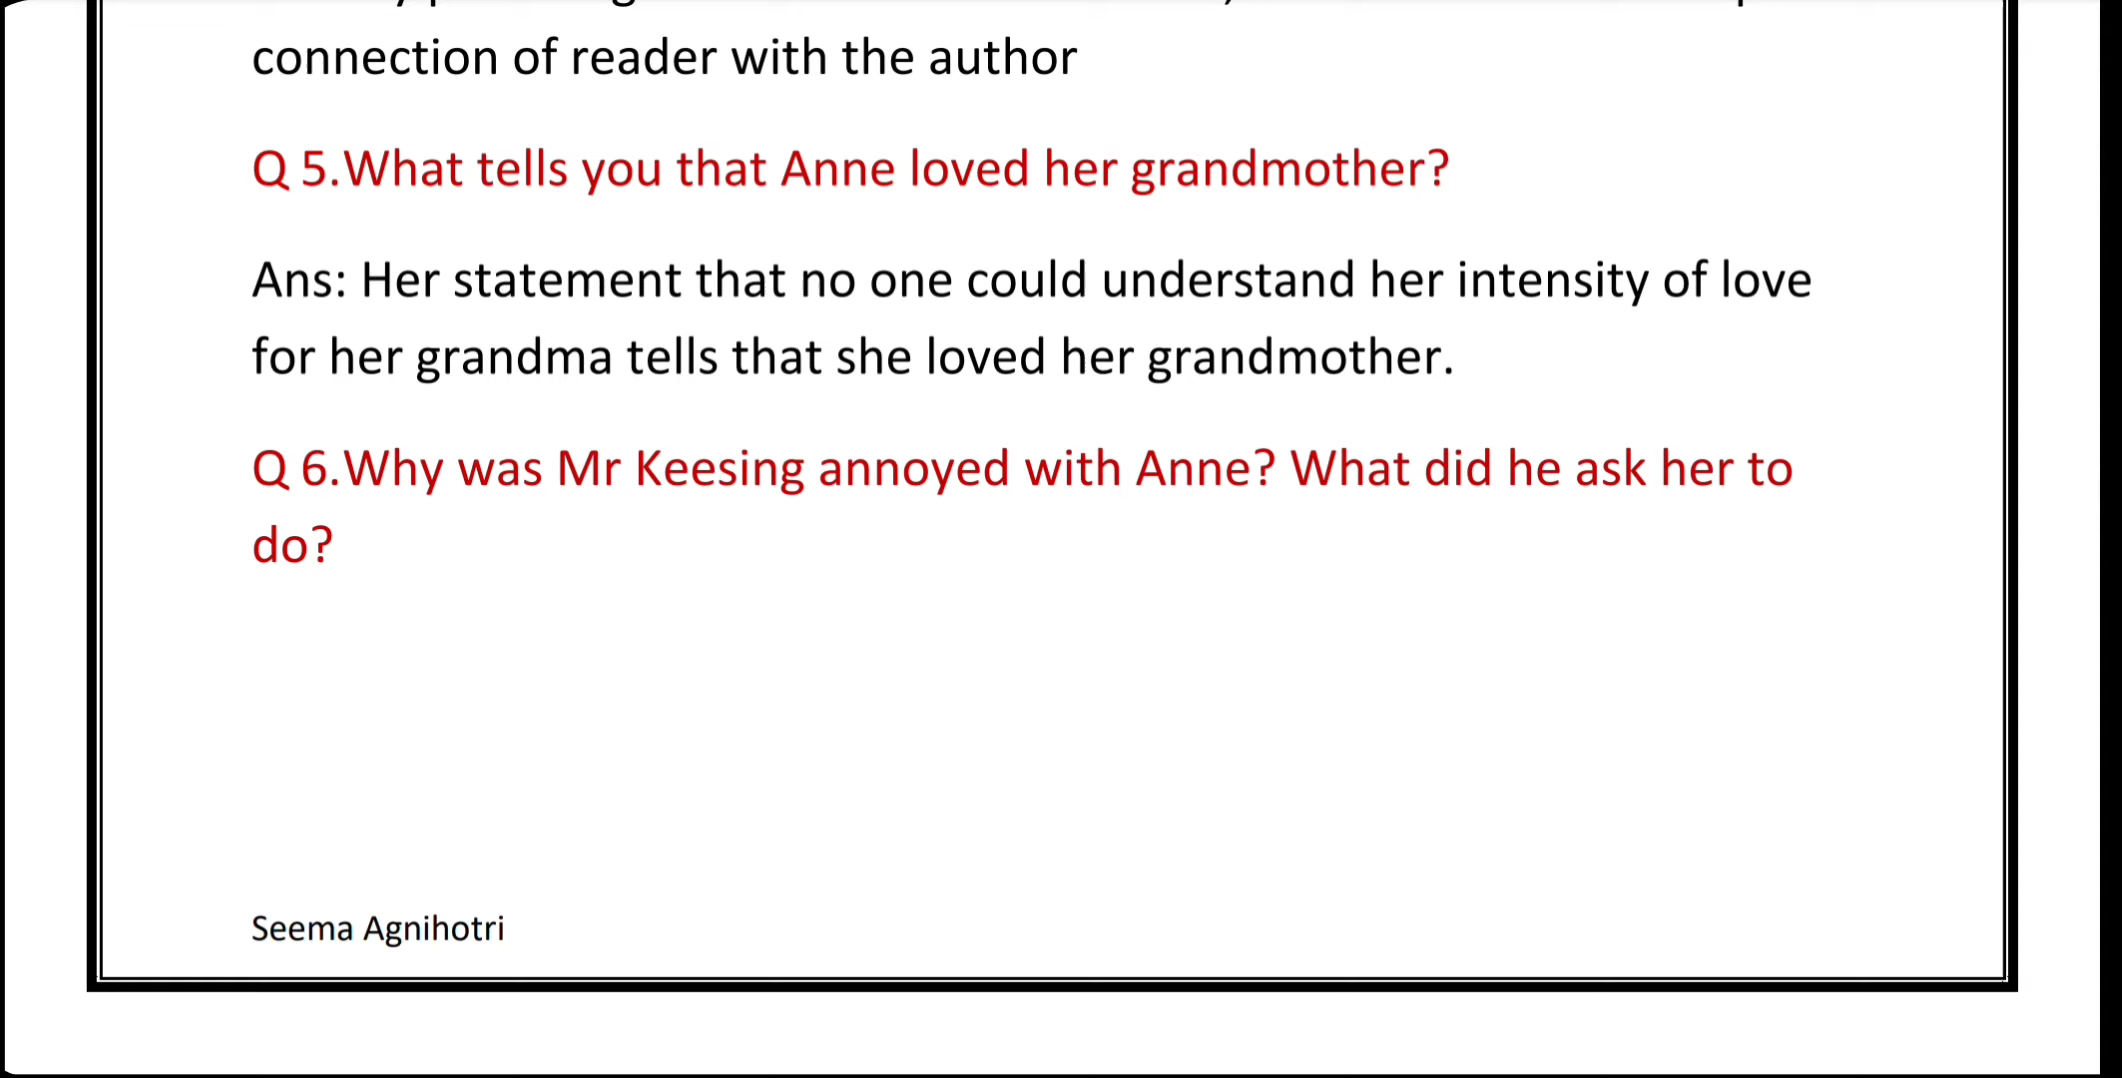 connection of reader with the author
Q 5.What tells you that Anne loved her grandmother?
Ans: Her statement that no one could understand her intensity of love
for her grandma tells that she loved her grandmother.
Q 6.Why was Mr Keesing annoyed with Anne? What did he ask her to
do?
Seema Agnihotri